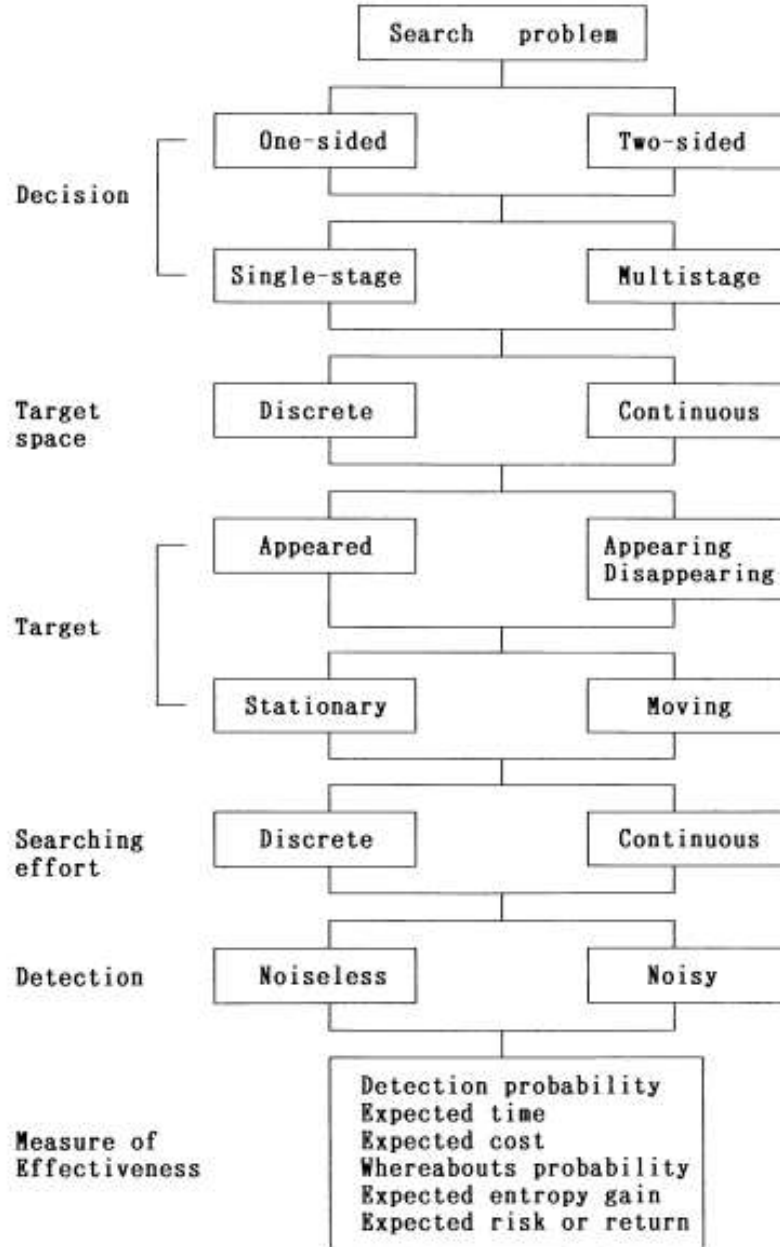 Search problem
One-sided
Two-sided
Decision
Single-stage
Multistage
Target
space
Discrete
Continuous
Appeared
Appearing
Disappearing
Target
Stationary
Moving
Searching
effort
Discrete
Continuous
Detection
Noiseless
Noisy
Measure of
Effectiveness
Detection probability
Expected time
Expected cost
Whereabouts probability
Expected entropy gain
Expected risk or return